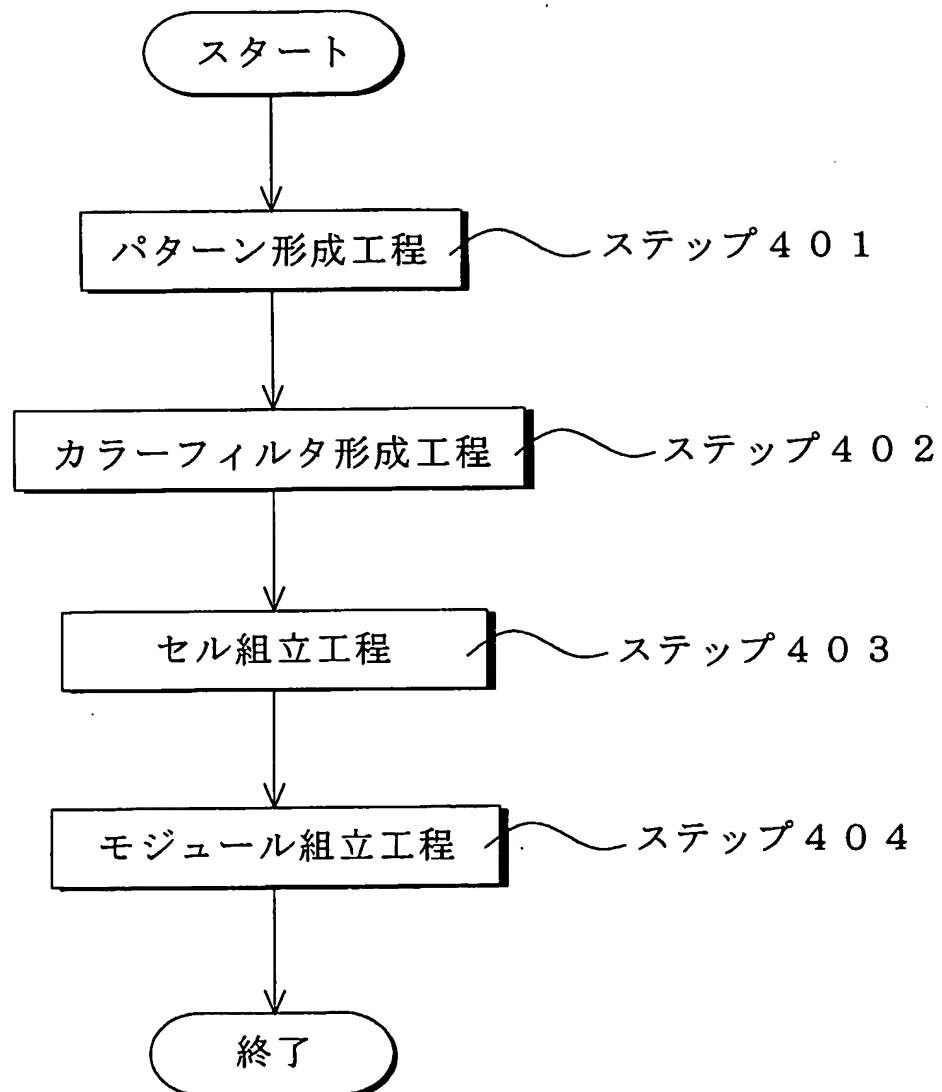 スタート
パターン形成工程
ステップ401
カラーフィルタ形成工程
ステップ402
セル組立工程
ステップ403
モジュール組立工程
ステップ404
終了